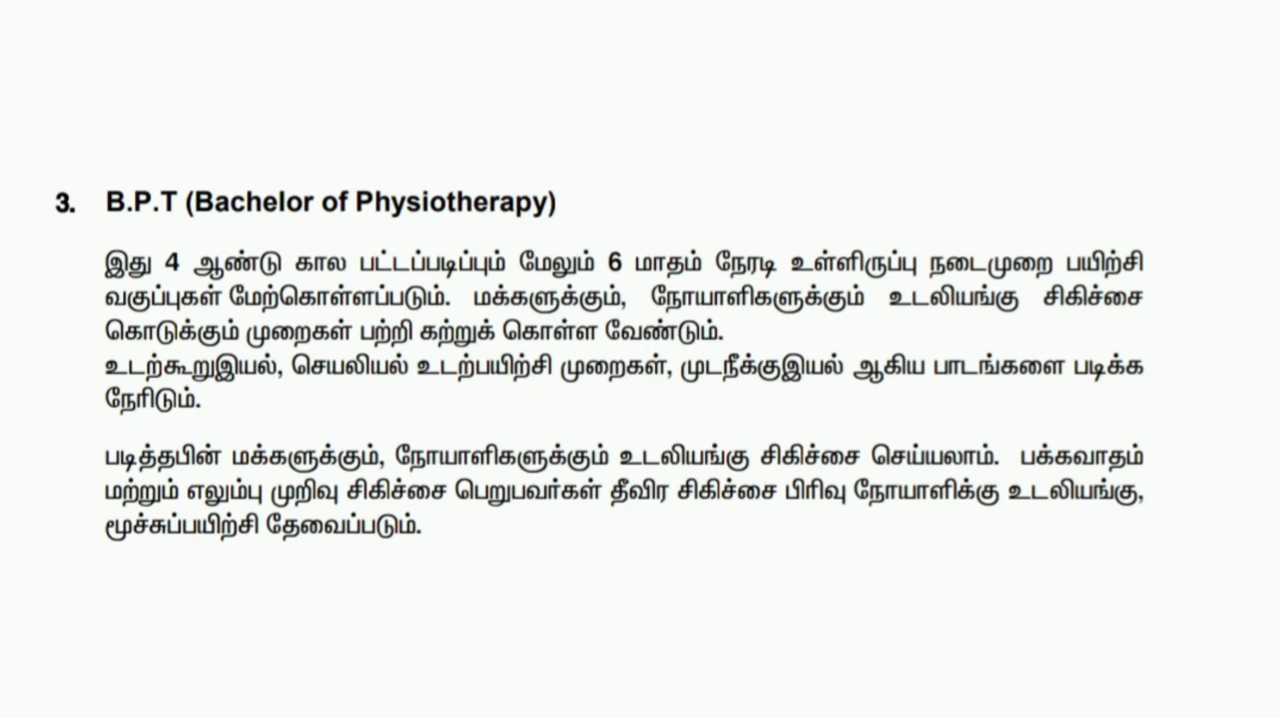 3. B.P.T (Bachelor of Physiotherapy)
இது 4 ஆண்டு கால பட்டப்படிப்பும் மேலும் 6 மாதம் நேரடி உள்ளிருப்பு நடைமுறை பயிற்சி
வகுப்புகள் மேற்கொள்ளப்படும். மக்களுக்கும், நோயாளிகளுக்கும் உடலியங்கு சிகிச்சை
கொடுக்கும் முறைகள் பற்றி கற்றுக் கொள்ள வேண்டும்.
உடற்கூறுஇயல், செயலியல் உடற்பயிற்சி முறைகள், முடநீக்குஇயல் ஆகிய பாடங்களை படிக்க
நேரிடும்.
படித்தபின் மக்களுக்கும், நோயாளிகளுக்கும் உடலியங்கு சிகிச்சை செய்யலாம். பக்கவாதம்
மற்றும் எலும்பு முறிவு சிகிச்சை பெறுபவர்கள் தீவிர சிகிச்சை பிரிவு நோயாளிக்கு உடலியங்கு,
மூச்சுப்பயிற்சி தேவைப்படும்.